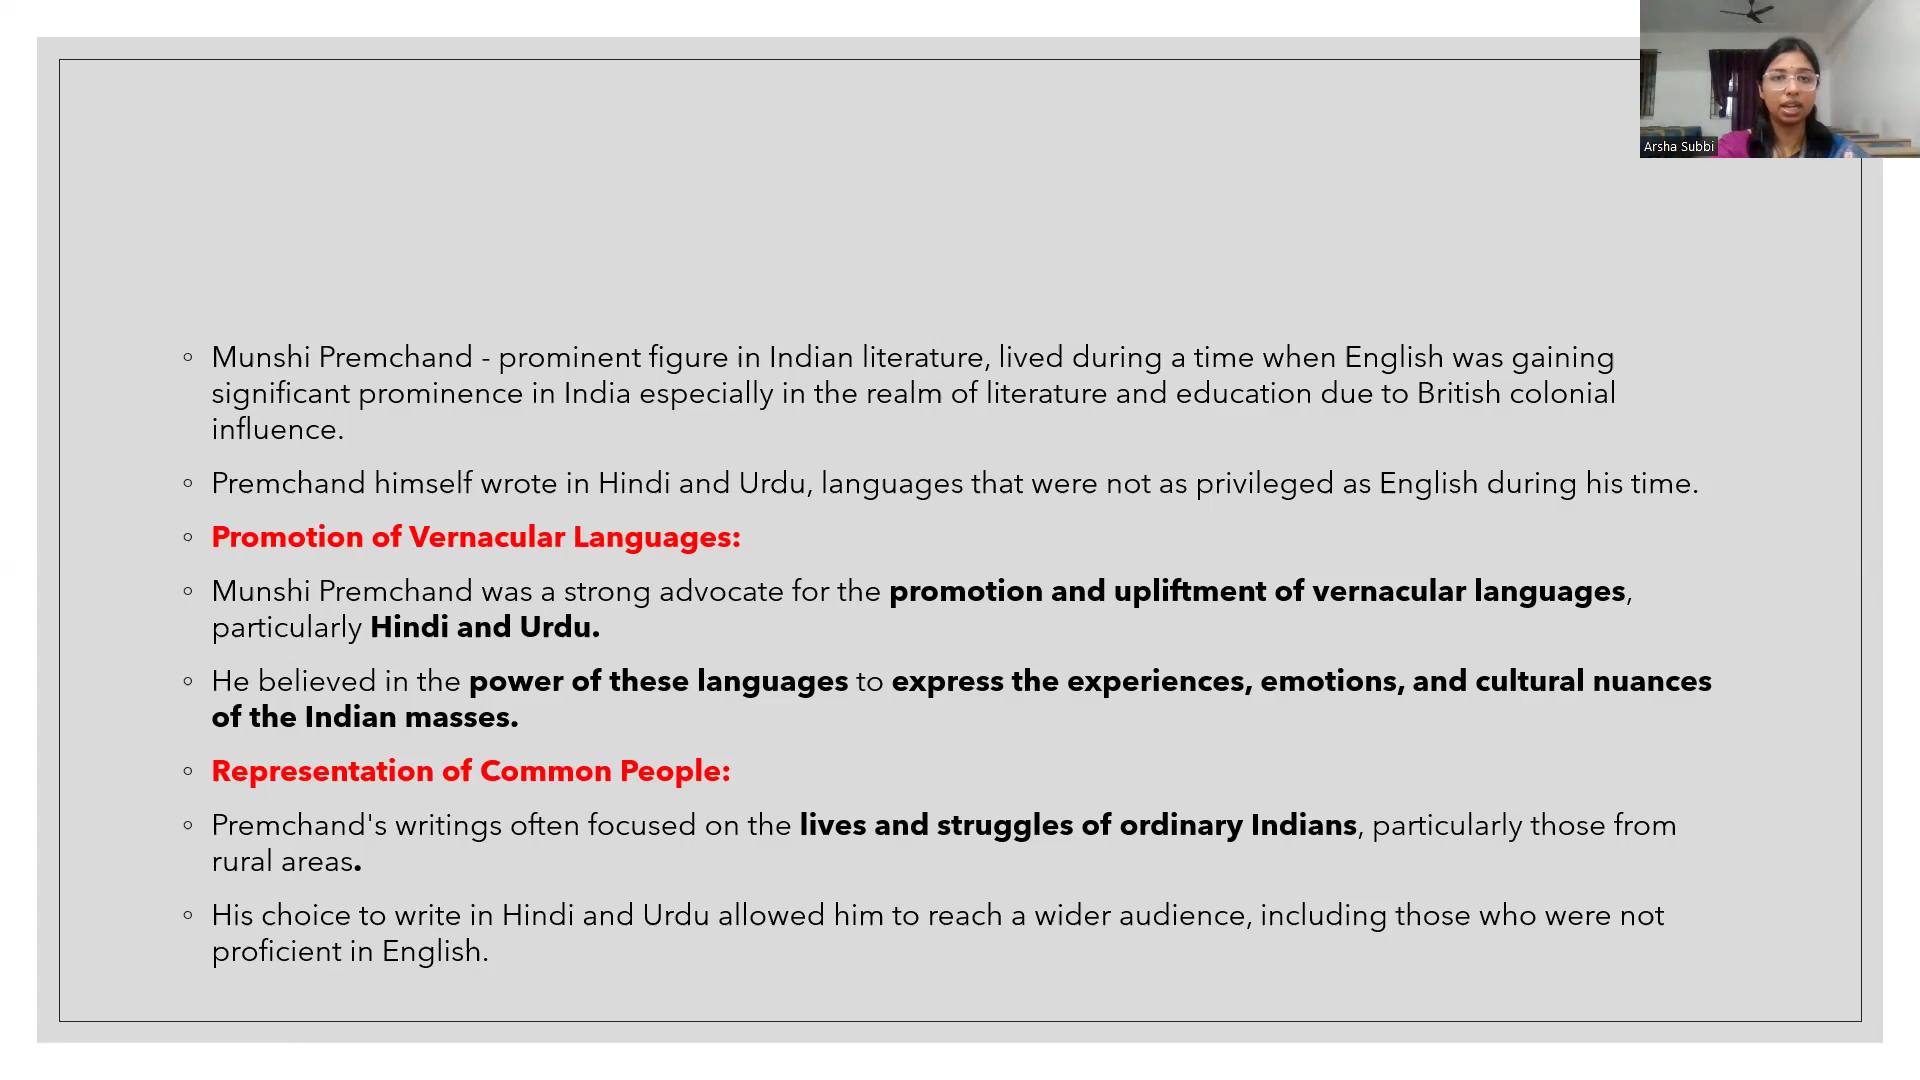 Arsha Subbi
◦ Munshi Premchand - prominent figure in Indian literature, lived during a time when English was gaining
significant prominence in India especially in the realm of literature and education due to British colonial
influence.
◦ Premchand himself wrote in Hindi and Urdu, languages that were not as privileged as English during his time.
◦ Promotion of Vernacular Languages:
◦ Munshi Premchand was a strong advocate for the promotion and upliftment of vernacular languages,
particularly Hindi and Urdu.
◦ He believed in the power of these languages to express the experiences, emotions, and cultural nuances
of the Indian masses.
◦ Representation of Common People:
◦ Premchand's writings often focused on the lives and struggles of ordinary Indians, particularly those from
rural areas.
◦ His choice to write in Hindi and Urdu allowed him to reach a wider audience, including those who were not
proficient in English.